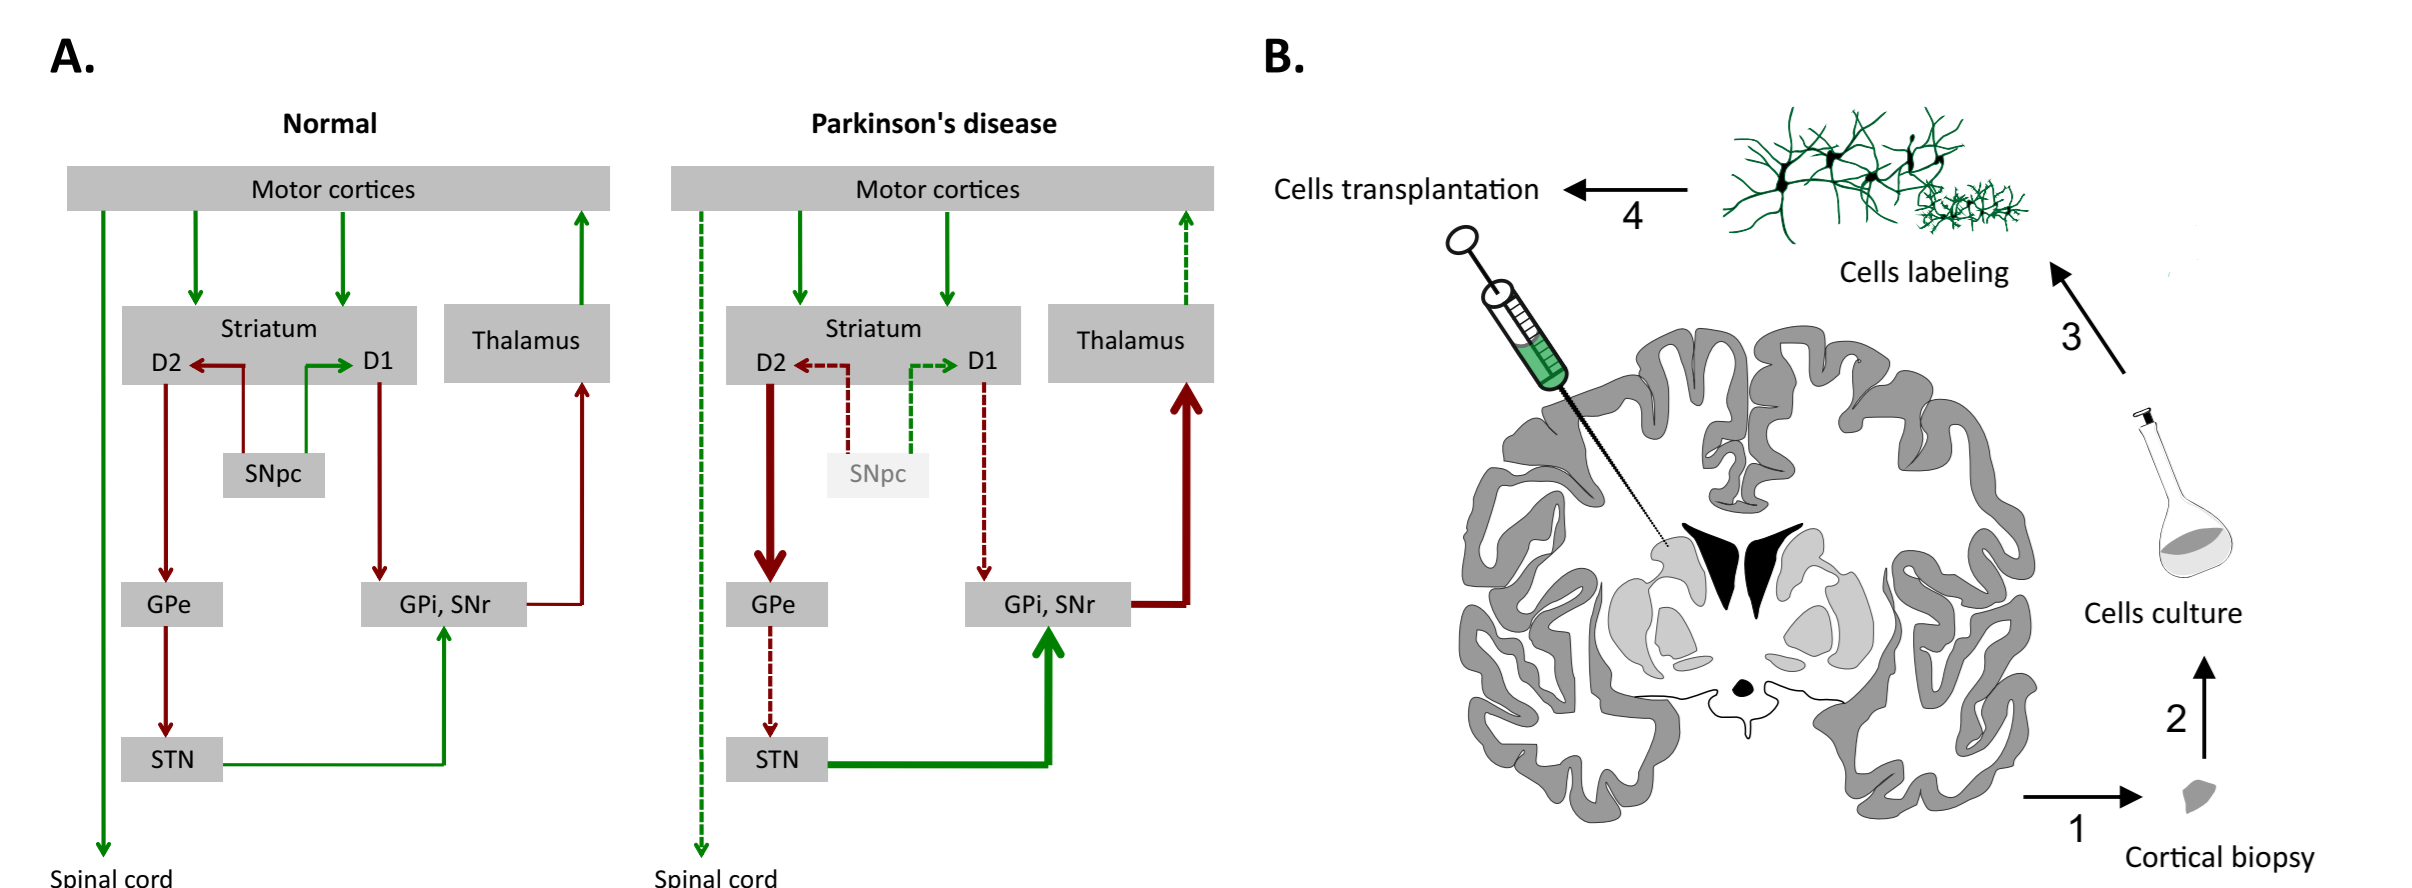 A.
Normal
Motor cortices
Striatum
D2
D1
Thalamus
SNpc
GPe
GPi, SNr
STN
Spinal cord
Parkinson's disease
Motor cortices
Striatum
D2
D1
Thalamus
SNpc
GPe
GPi, SNr
STN
Spinal cord
B.
Cells transplantation
4
Cells labeling
3
Cells culture
2
1
Cortical biopsy